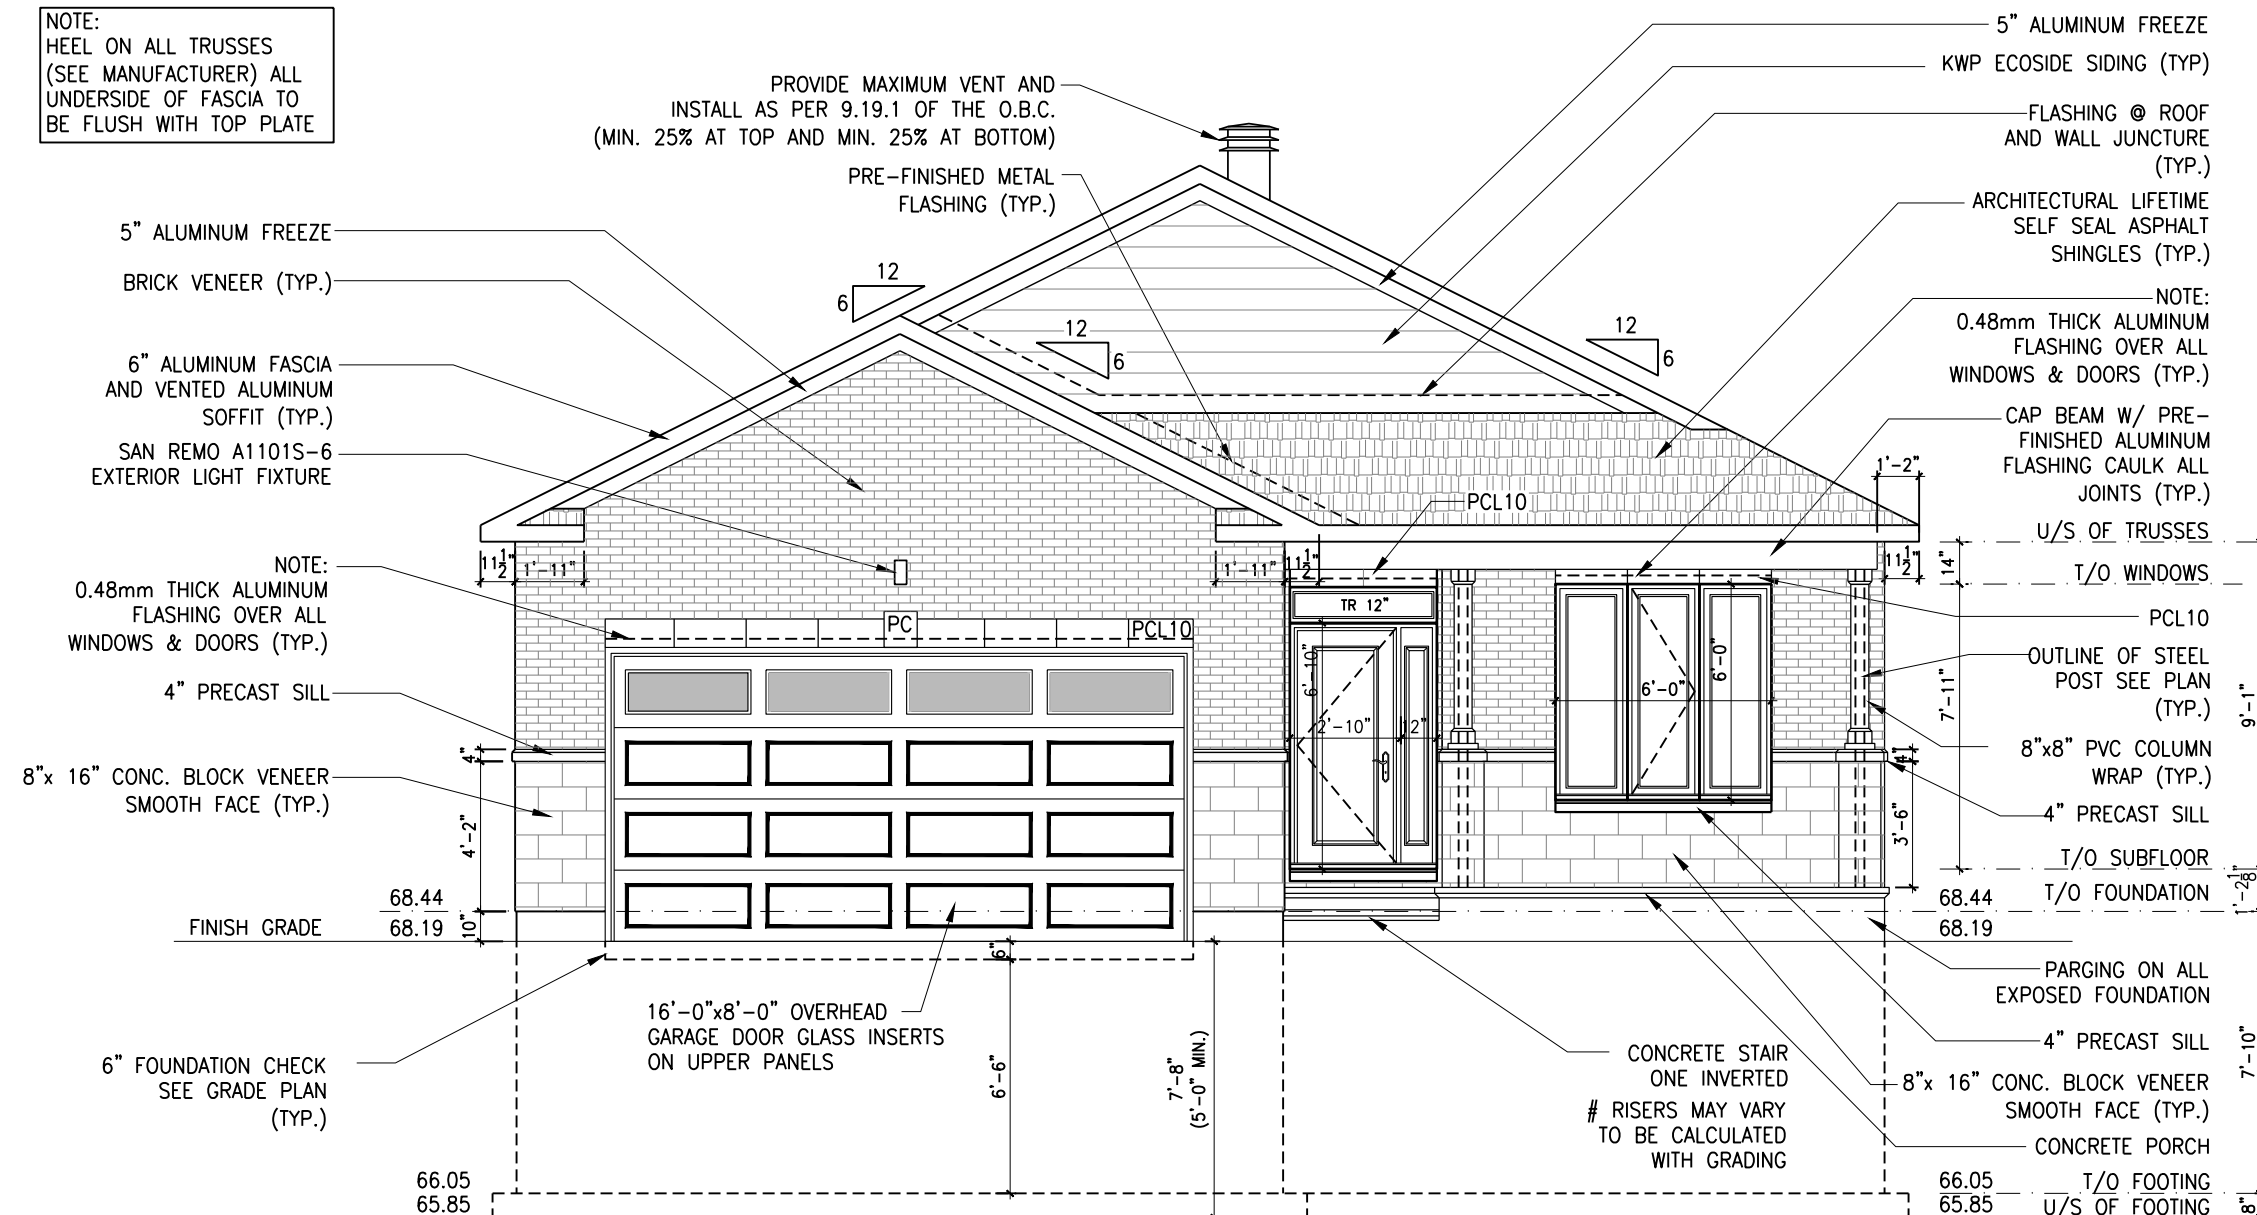 NOTE:
HEEL ON ALL TRUSSES
(SEE MANUFACTURER) ALL
UNDERSIDE OF FASCIA TO
BE FLUSH WITH TOP PLATE
PROVIDE MAXIMUM VENT AND
INSTALL AS PER 9.19.1 OF THE O.B.C.
(MIN. 25% AT TOP AND MIN. 25% AT BOTTOM)
PRE-FINISHED METAL
FLASHING (TYP.)
5" ALUMINUM FREEZE
BRICK VENEER (TYP.)
6" ALUMINUM FASCIA
AND VENTED ALUMINUM
SOFFIT (TYP.)
SAN REMO A1101S-6
EXTERIOR LIGHT FIXTURE
NOTE:
0.48mm THICK ALUMINUM
FLASHING OVER ALL
WINDOWS & DOORS (TYP.)
4" PRECAST SILL
8"x 16" CONC. BLOCK VENEER
SMOOTH FACE (TYP.)
68.44
FINISH GRADE 68.19
6" FOUNDATION CHECK
SEE GRADE PLAN
(TYP.)
66.05
65.85
12
6
12
6
12
6
11½"
1'-11"
1'-11"
11½"
PC
PCL10
PCL10
TR 12"
6'-10"
2'-10"
12"
6'-0"
6'-0"
4"
4'-2"
10"
6"
6'-6"
7'-8"
(5'-0" MIN.)
16'-0"x8'-0" OVERHEAD
GARAGE DOOR GLASS INSERTS
ON UPPER PANELS
CONCRETE STAIR
ONE INVERTED
# RISERS MAY VARY
TO BE CALCULATED
WITH GRADING
5" ALUMINUM FREEZE
KWP ECOSIDE SIDING (TYP)
FLASHING @ ROOF
AND WALL JUNCTURE
(TYP.)
ARCHITECTURAL LIFETIME
SELF SEAL ASPHALT
SHINGLES (TYP.)
NOTE:
0.48mm THICK ALUMINUM
FLASHING OVER ALL
WINDOWS & DOORS (TYP.)
CAP BEAM W/ PRE-
FINISHED ALUMINUM
FLASHING CAULK ALL
JOINTS (TYP.)
1'-2"
U/S OF TRUSSES
11½"
14"
T/O WINDOWS
PCL10
OUTLINE OF STEEL
POST SEE PLAN
(TYP.)
7'-11"
9'-1"
8"x8" PVC COLUMN
WRAP (TYP.)
4"
4" PRECAST SILL
3'-6"
T/O SUBFLOOR
1'-2⅛"
68.44 T/O FOUNDATION
68.19
PARGING ON ALL
EXPOSED FOUNDATION
4" PRECAST SILL
7'-10"
8"x 16" CONC. BLOCK VENEER
SMOOTH FACE (TYP.)
CONCRETE PORCH
66.05 T/O FOOTING
65.85 U/S OF FOOTING
8"